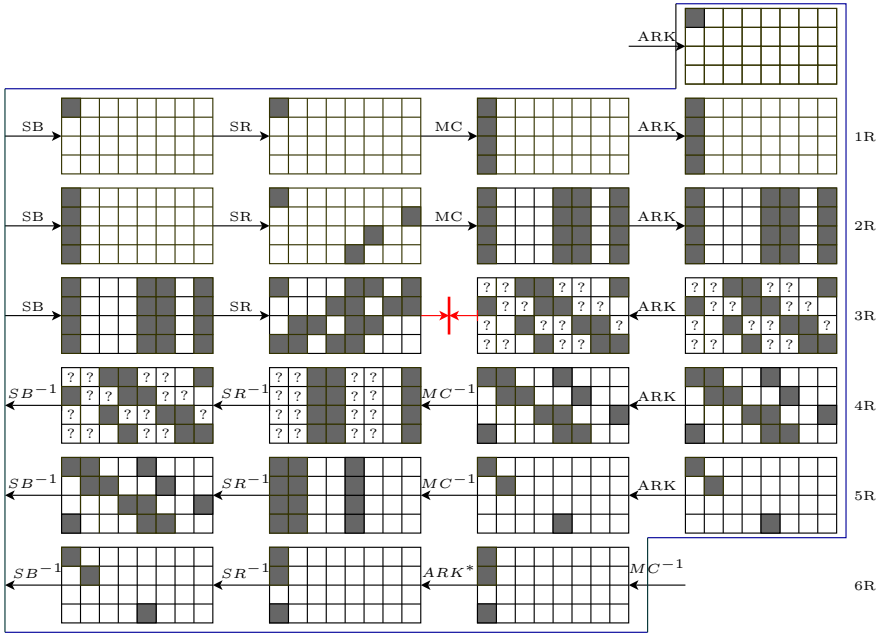 ARK
SB SR MC ARK 1R
SB SR MC ARK 2R
? ? ? ? ? ? ? ?
SB SR ? ? ? ? ARK ? ? ? ?
? ? ? ? ? ? ? ? 3R
? ? ? ? ? ? ? ?
? ? ? ? ? ? ? ?
SB⁻¹ ? ? ? ? SR⁻¹ ? ? ? ? MC⁻¹ ARK
? ? ? ? ? ? ? ? 4R
? ? ? ? ? ? ? ?
SB⁻¹ SR⁻¹ MC⁻¹ ARK 5R
SB⁻¹ SR⁻¹ ARK* MC⁻¹ 6R